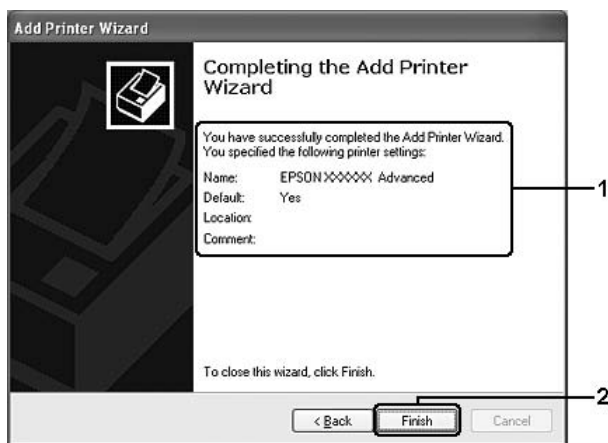 Add Printer Wizard
Completing the Add Printer
Wizard
You have successfully completed the Add Printer Wizard.
You specified the following printer settings:
Name: EPSON XXXXXX Advanced
Default: Yes
Location:
Comment:
1
To close this wizard, click Finish.
2
< Back Finish Cancel